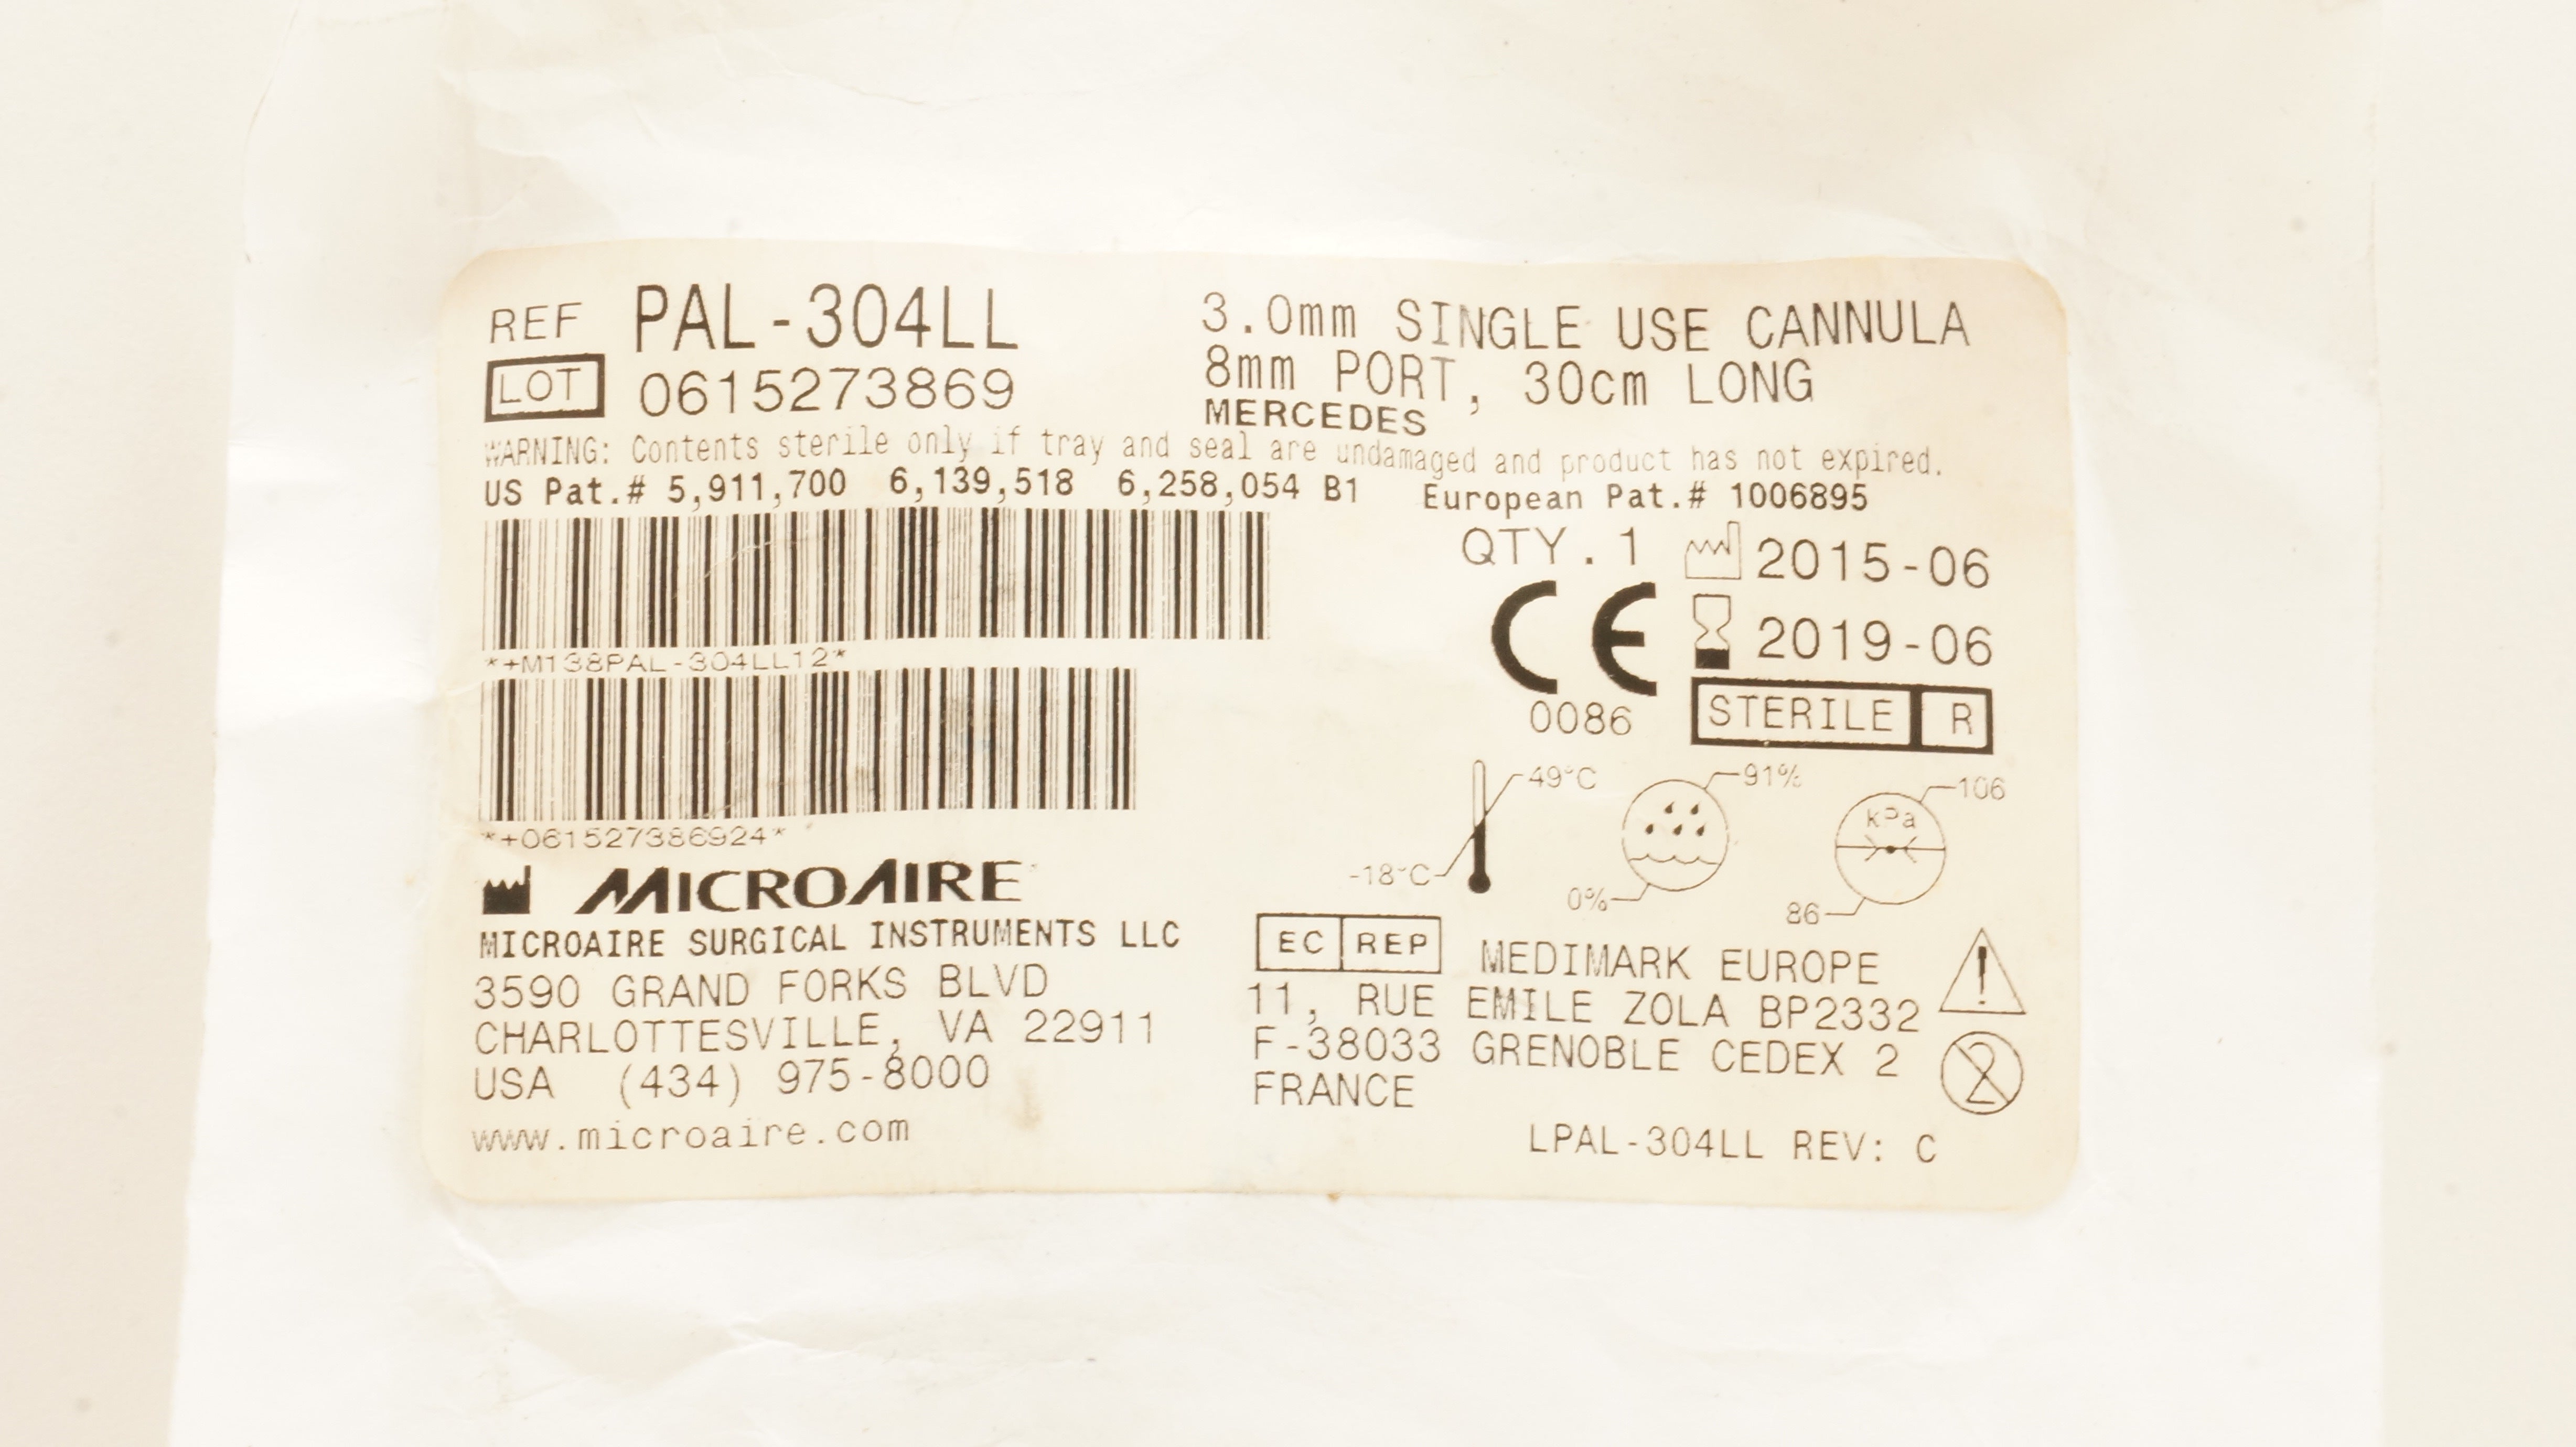 REF PAL-304LL
LOT 0615273869
3.0mm SINGLE USE CANNULA
8mm PORT, 30cm LONG
MERCEDES
WARNING: Contents sterile only if tray and seal are undamaged and product has not expired.
US Pat.# 5,911,700 6,139,518 6,258,054 B1 European Pat.# 1006895
*+M138PAL-304LL12*
*+061527386924*
QTY.1 2015-06
2019-06
CE
0086
STERILE R
49°C
-18°C
91%
0%
106
kPa
86
MICROAIRE
MICROAIRE SURGICAL INSTRUMENTS LLC
3590 GRAND FORKS BLVD
CHARLOTTESVILLE, VA 22911
USA (434) 975-8000
www.microaire.com
EC REP MEDIMARK EUROPE
11, RUE EMILE ZOLA BP2332
F-38033 GRENOBLE CEDEX 2
FRANCE
!
2
LPAL-304LL REV: C